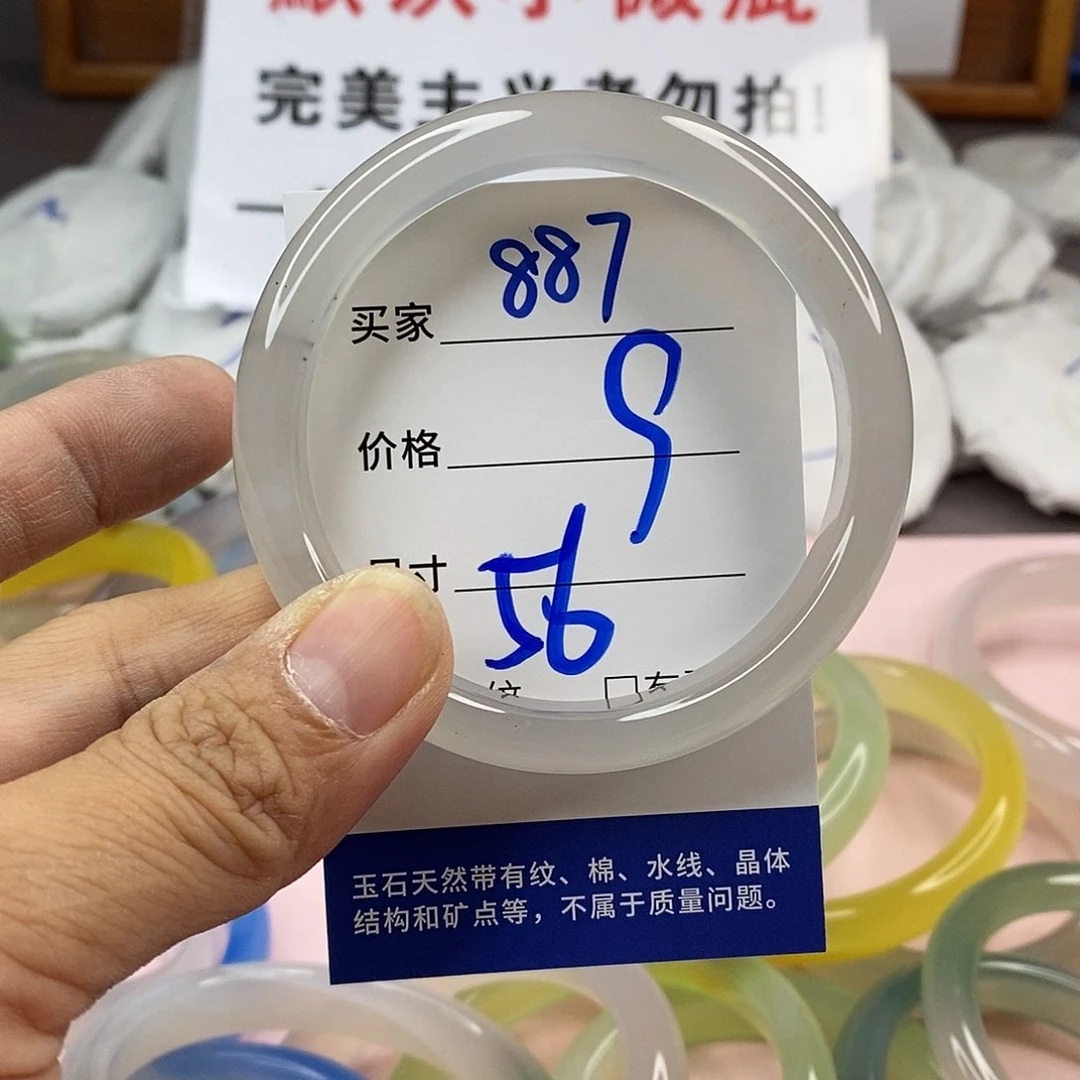 完美主义者勿拍!
买家 887
价格 9
尺寸 56
纹
玉石天然带有纹、棉、水线、晶体
结构和矿点等，不属于质量问题。